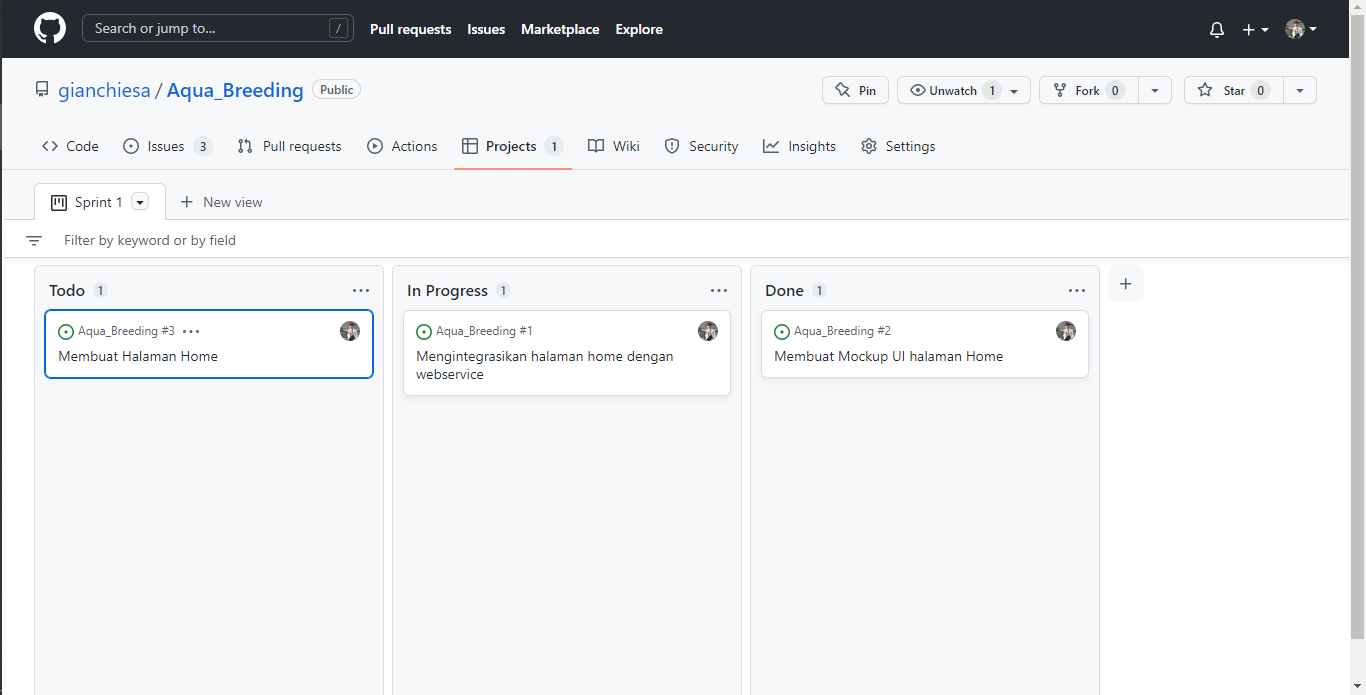 Search or jump to... /
Pull requests Issues Marketplace Explore
gianchiesa / Aqua_Breeding Public
Pin
Unwatch 1
Fork 0
Star 0
Code
Issues 3
Pull requests
Actions
Projects 1
Wiki
Security
Insights
Settings
Sprint 1
New view
Filter by keyword or by field
Todo 1
Aqua_Breeding #3
Membuat Halaman Home
In Progress 1
Aqua_Breeding #1
Mengintegrasikan halaman home dengan
webservice
Done 1
Aqua_Breeding #2
Membuat Mockup UI halaman Home